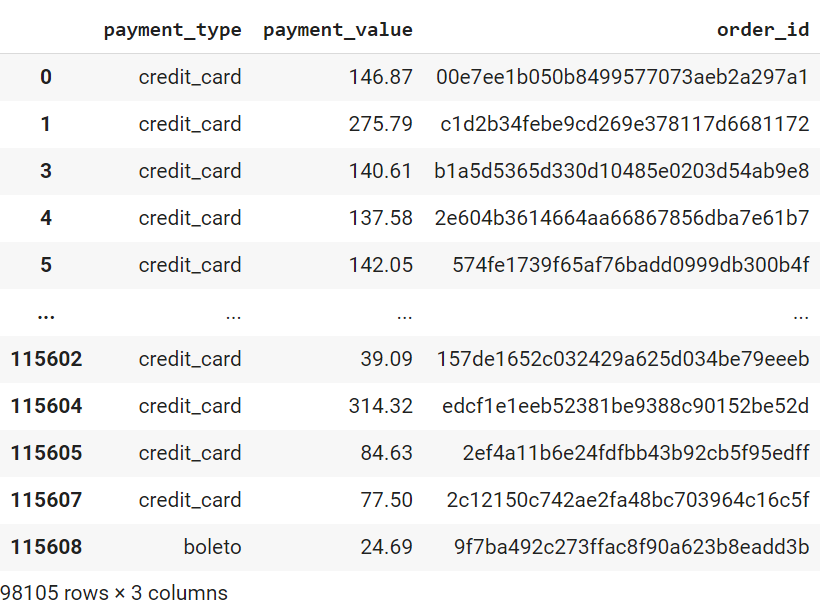 payment_type payment_value order_id
0 credit_card 146.87 00e7ee1b050b8499577073aeb2a297a1
1 credit_card 275.79 c1d2b34febe9cd269e378117d6681172
3 credit_card 140.61 b1a5d5365d330d10485e0203d54ab9e8
4 credit_card 137.58 2e604b3614664aa66867856dba7e61b7
5 credit_card 142.05 574fe1739f65af76badd0999db300b4f
... ... ... ...
115602 credit_card 39.09 157de1652c032429a625d034be79eeeb
115604 credit_card 314.32 edcf1e1eeb52381be9388c90152be52d
115605 credit_card 84.63 2ef4a11b6e24fdfbb43b92cb5f95edff
115607 credit_card 77.50 2c12150c742ae2fa48bc703964c16c5f
115608 boleto 24.69 9f7ba492c273ffac8f90a623b8eadd3b
98105 rows × 3 columns